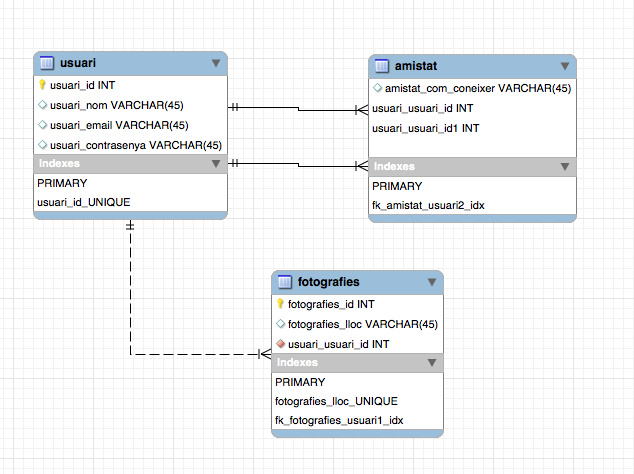 usuari
usuari_id INT
usuari_nom VARCHAR(45)
usuari_email VARCHAR(45)
usuari_contrasenya VARCHAR(45)
Indexes
PRIMARY
usuari_id_UNIQUE
amistat
amistat_com_coneixer VARCHAR(45)
usuari_usuari_id INT
usuari_usuari_id1 INT
Indexes
PRIMARY
fk_amistat_usuari2_idx
fotografies
fotografies_id INT
fotografies_lloc VARCHAR(45)
usuari_usuari_id INT
Indexes
PRIMARY
fotografies_lloc_UNIQUE
fk_fotografies_usuari1_idx